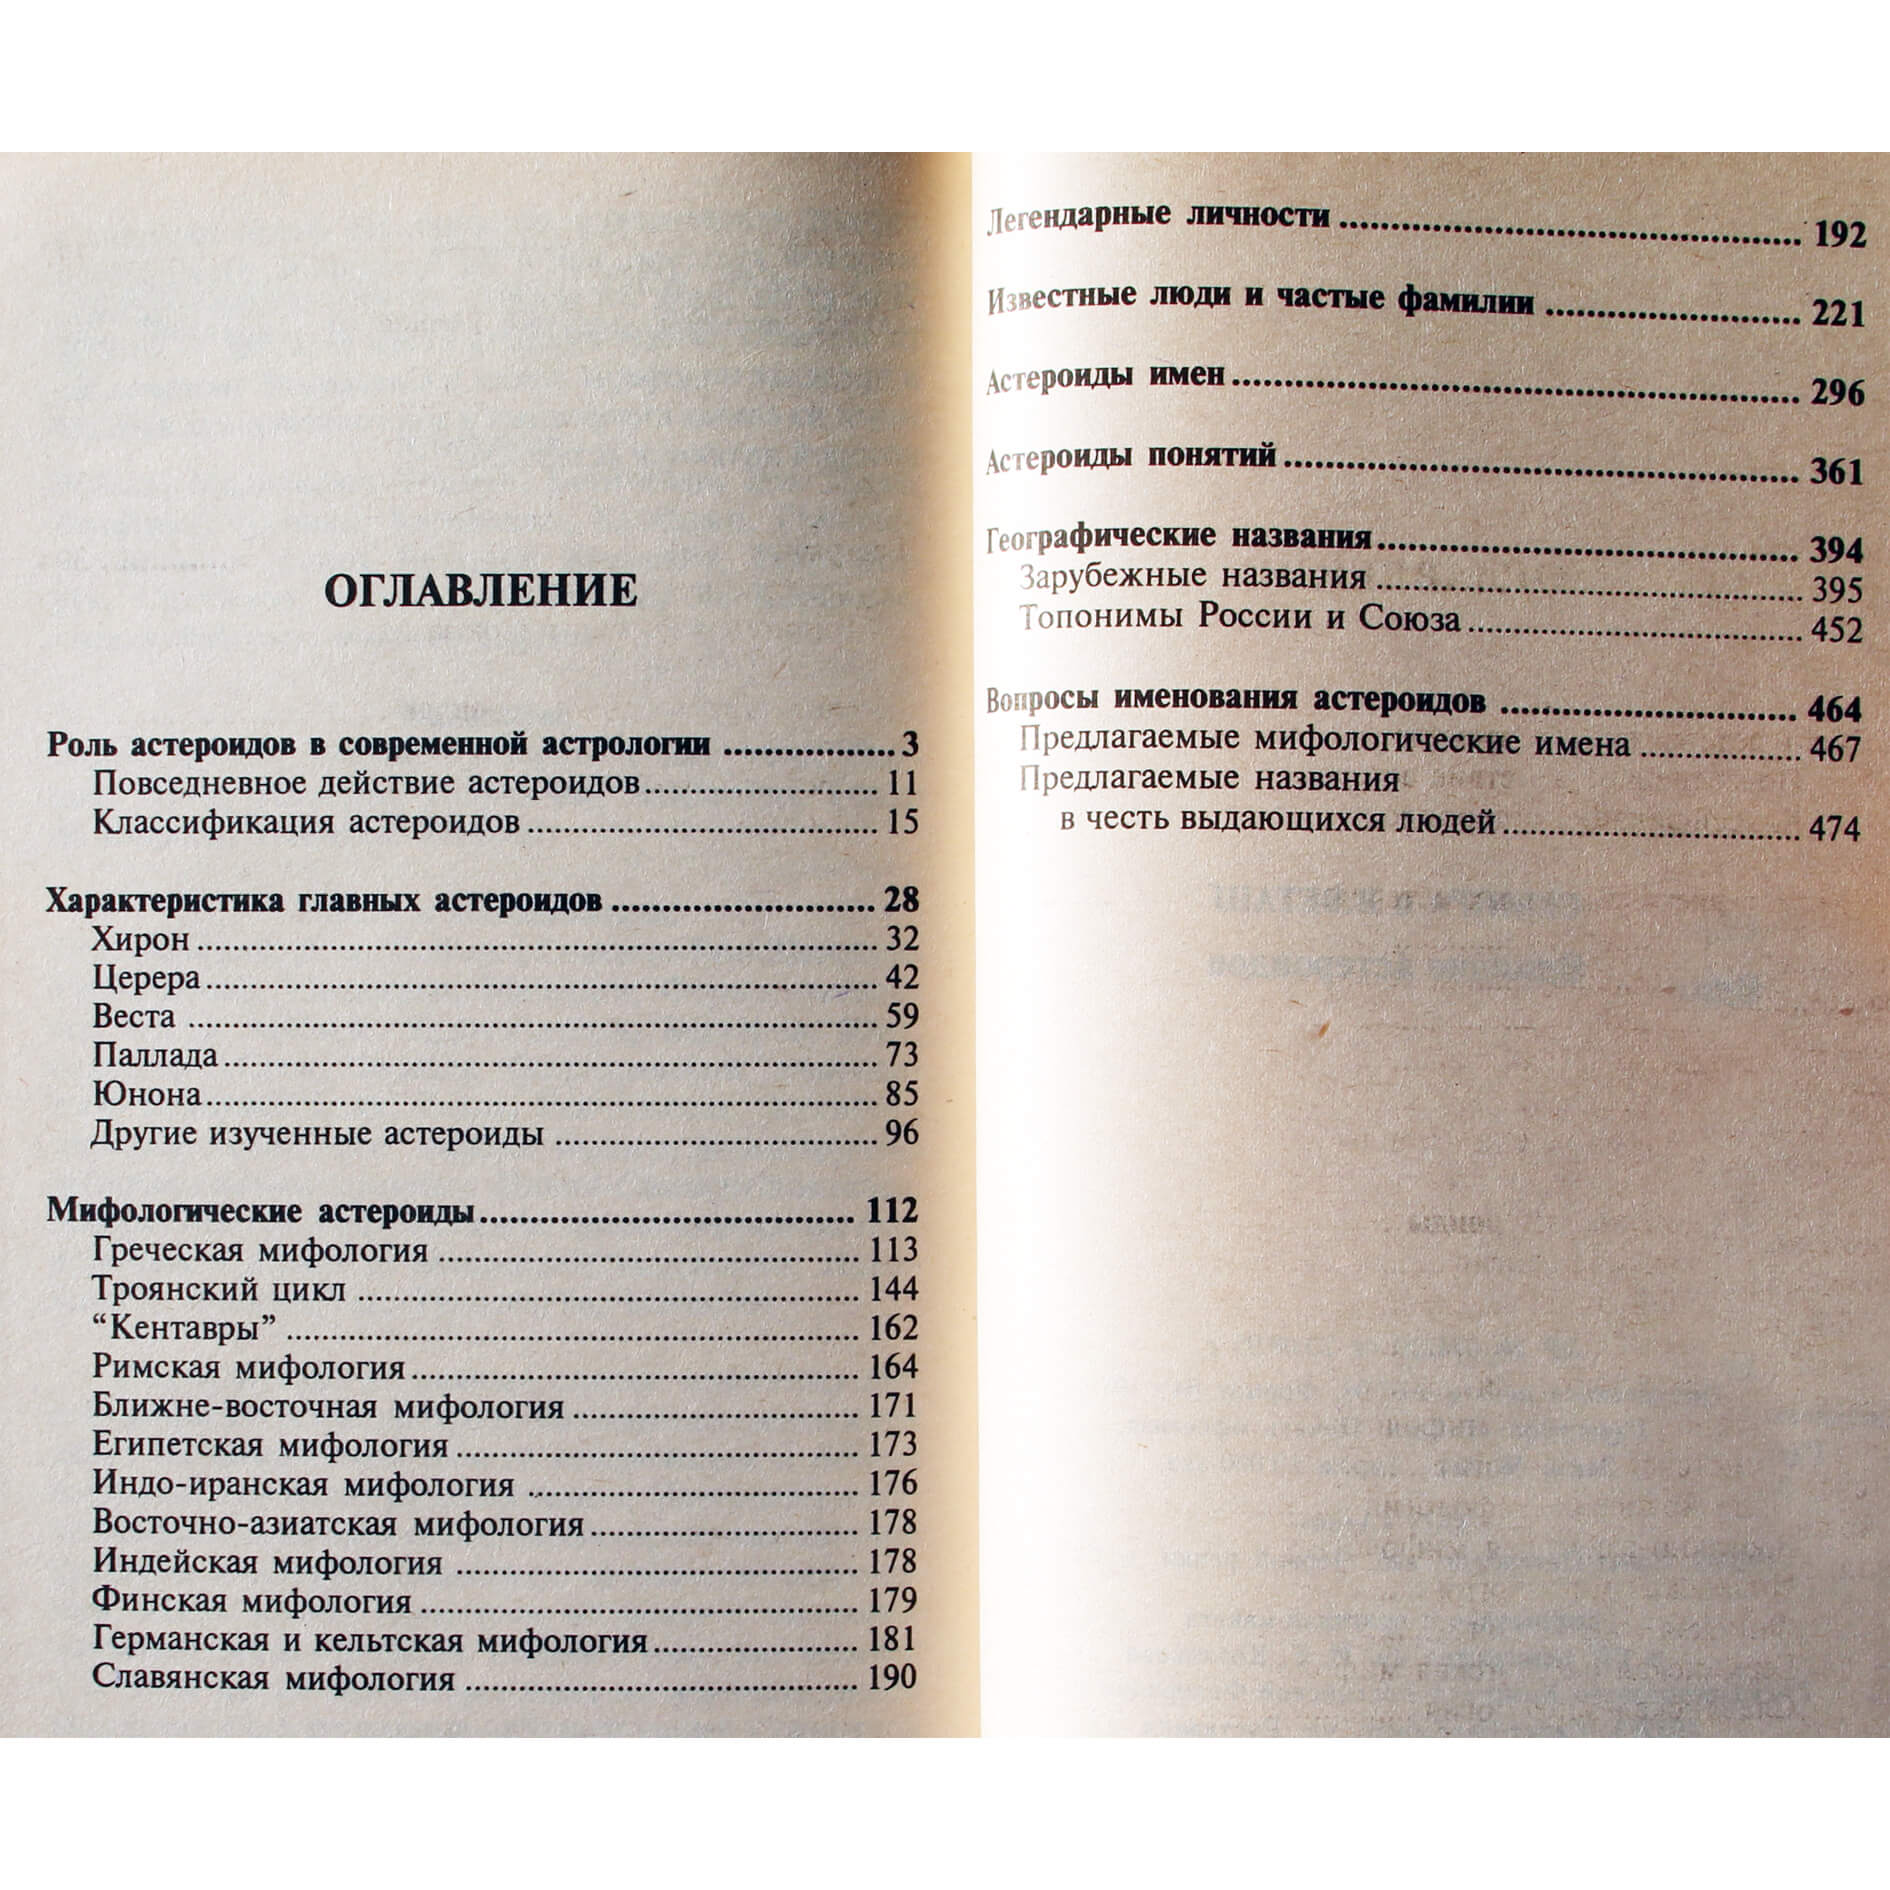 ОГЛАВЛЕНИЕ
Роль астероидов в современной астрологии ................. 3
Повседневное действие астероидов........................ 11
Классификация астероидов.................................... 15
Характеристика главных астероидов.......................... 28
Хирон..................................................................... 32
Церера.................................................................... 42
Веста ...................................................................... 59
Паллада.................................................................. 73
Юнона.................................................................... 85
Другие изученные астероиды ................................. 96
Мифологические астероиды..................................... 112
Греческая мифология ........................................... 113
Троянский цикл ................................................... 144
“Кентавры” .......................................................... 162
Римская мифология.............................................. 164
Ближне-восточная мифология .............................. 171
Египетская мифология ......................................... 173
Индо-иранская мифология ................................... 176
Восточно-азиатская мифология............................ 178
Индейская мифология ......................................... 178
Финская мифология ............................................. 179
Германская и кельтская мифология...................... 181
Славянская мифология ........................................ 190
Легендарные личности ............................................. 192
Известные люди и частые фамилии ......................... 221
Астероиды имен........................................................ 296
Астероиды понятий................................................... 361
Географические названия.......................................... 394
Зарубежные названия ........................................... 395
Топонимы России и Союза................................... 452
Вопросы именования астероидов ............................. 464
Предлагаемые мифологические имена ................. 467
Предлагаемые названия
в честь выдающихся людей............................... 474